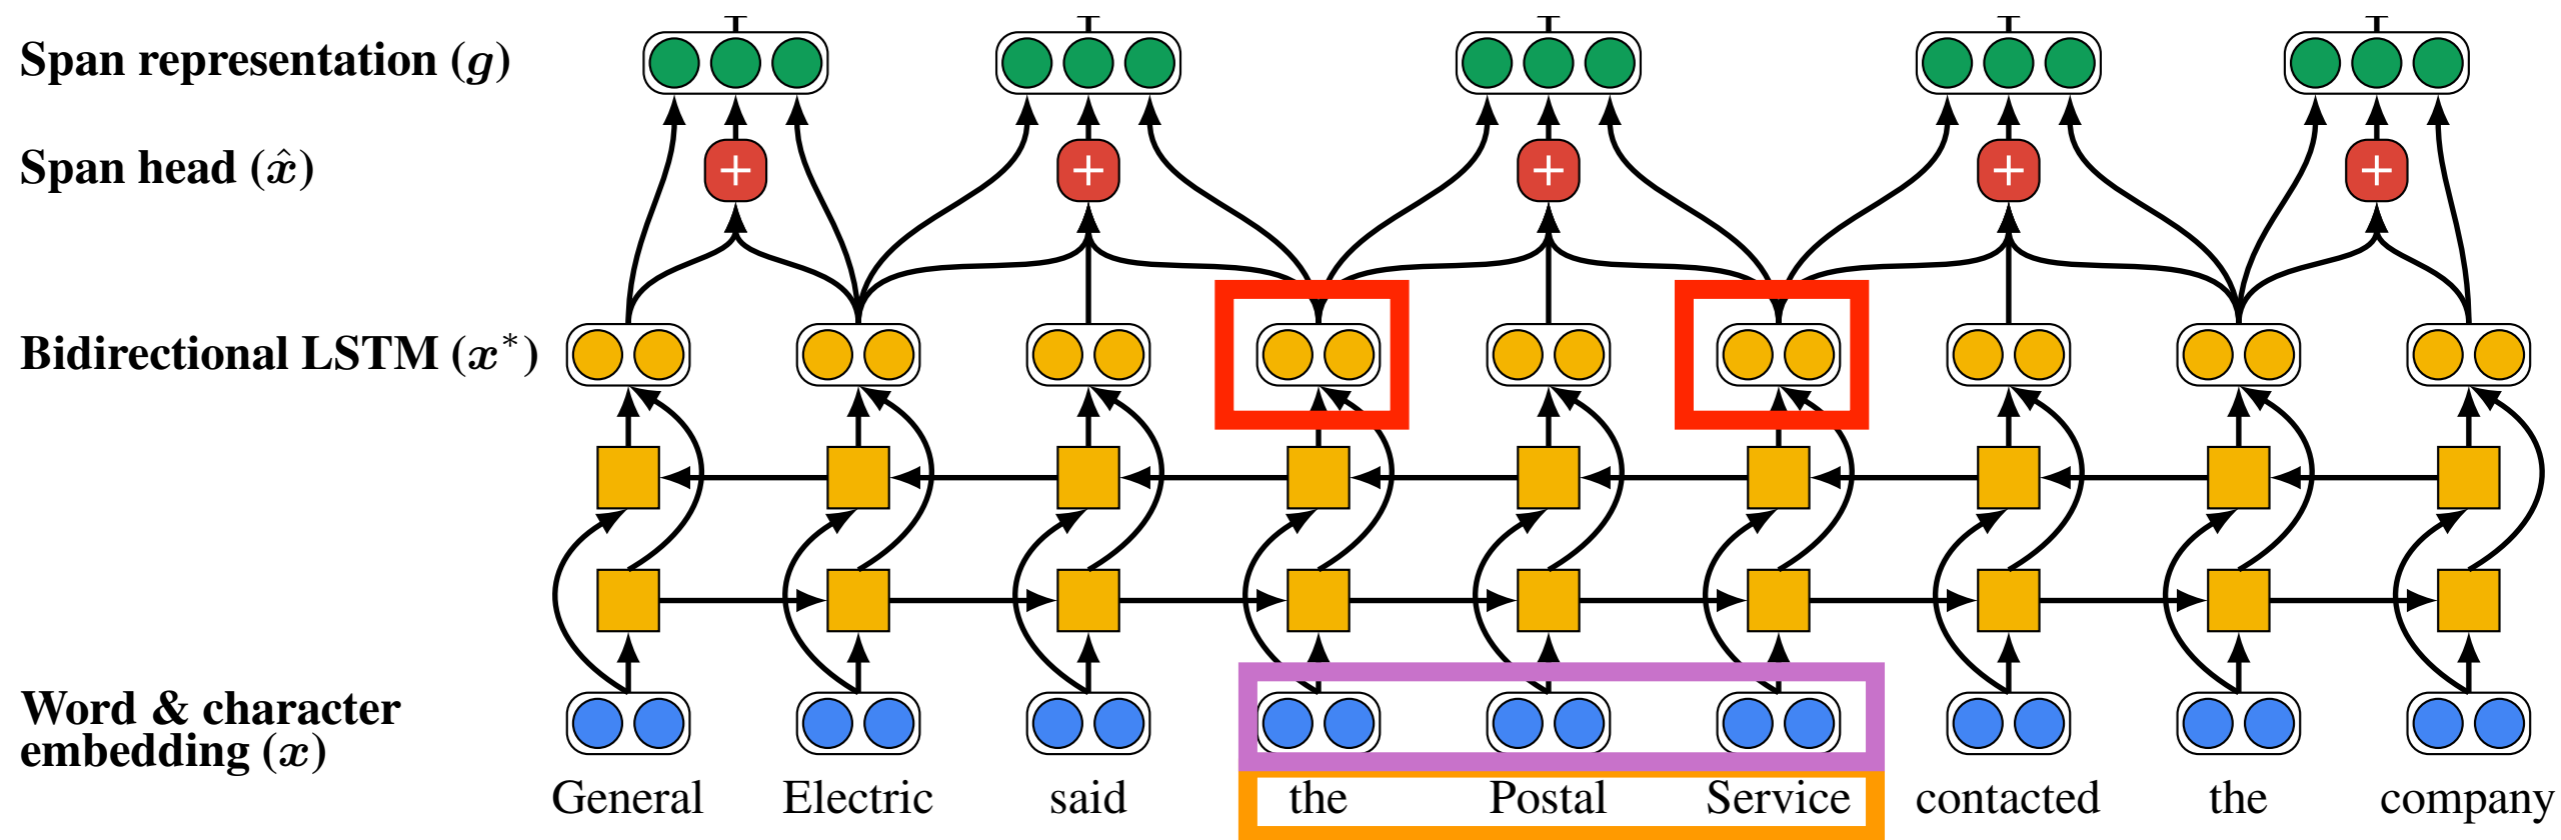 Span representation (g)
Span head (x̂)
+ + + + +
Bidirectional LSTM (x*)
Word & character
embedding (x)
General Electric said the Postal Service contacted the company